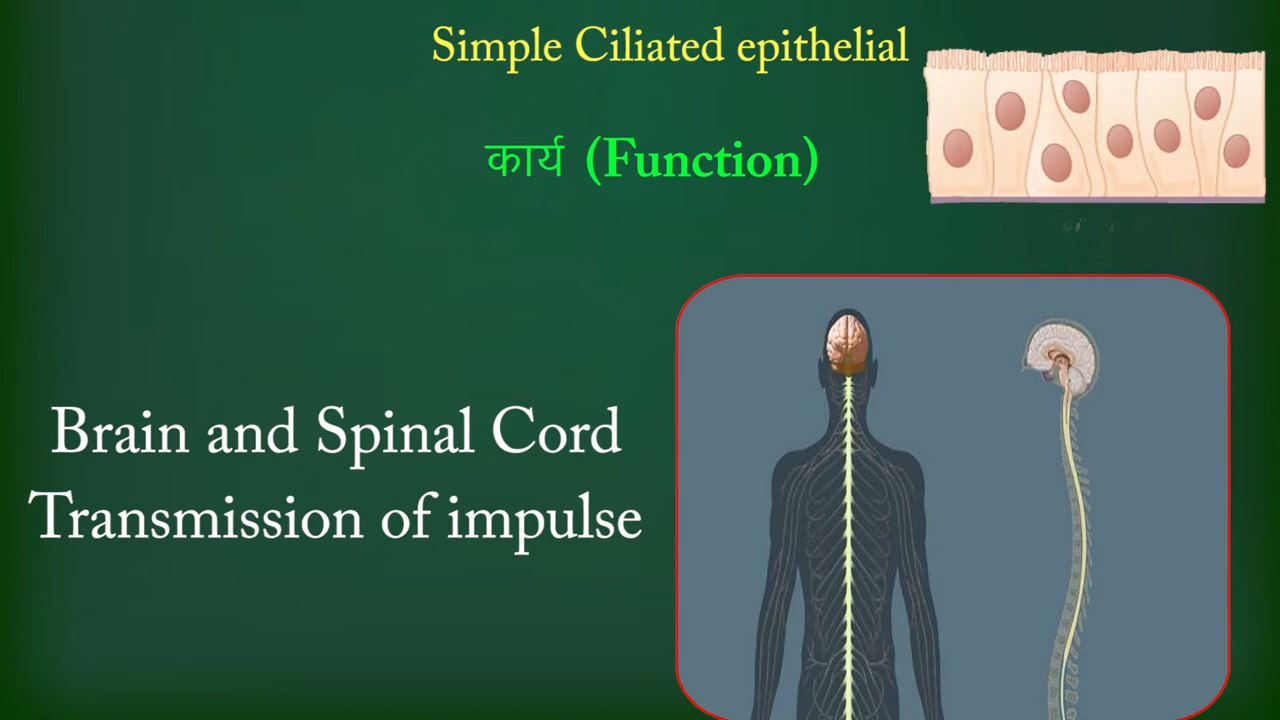 Simple Ciliated epithelial
कार्य (Function)
Brain and Spinal Cord
Transmission of impulse